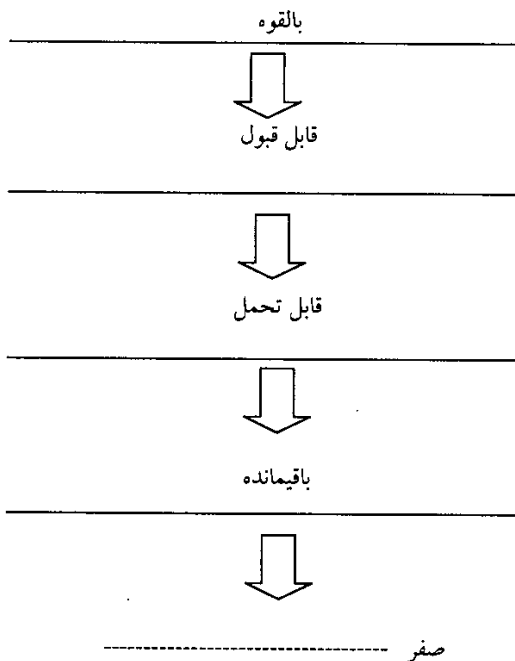 بالقوه
قابل قبول
قابل تحمل
باقیمانده
صفر